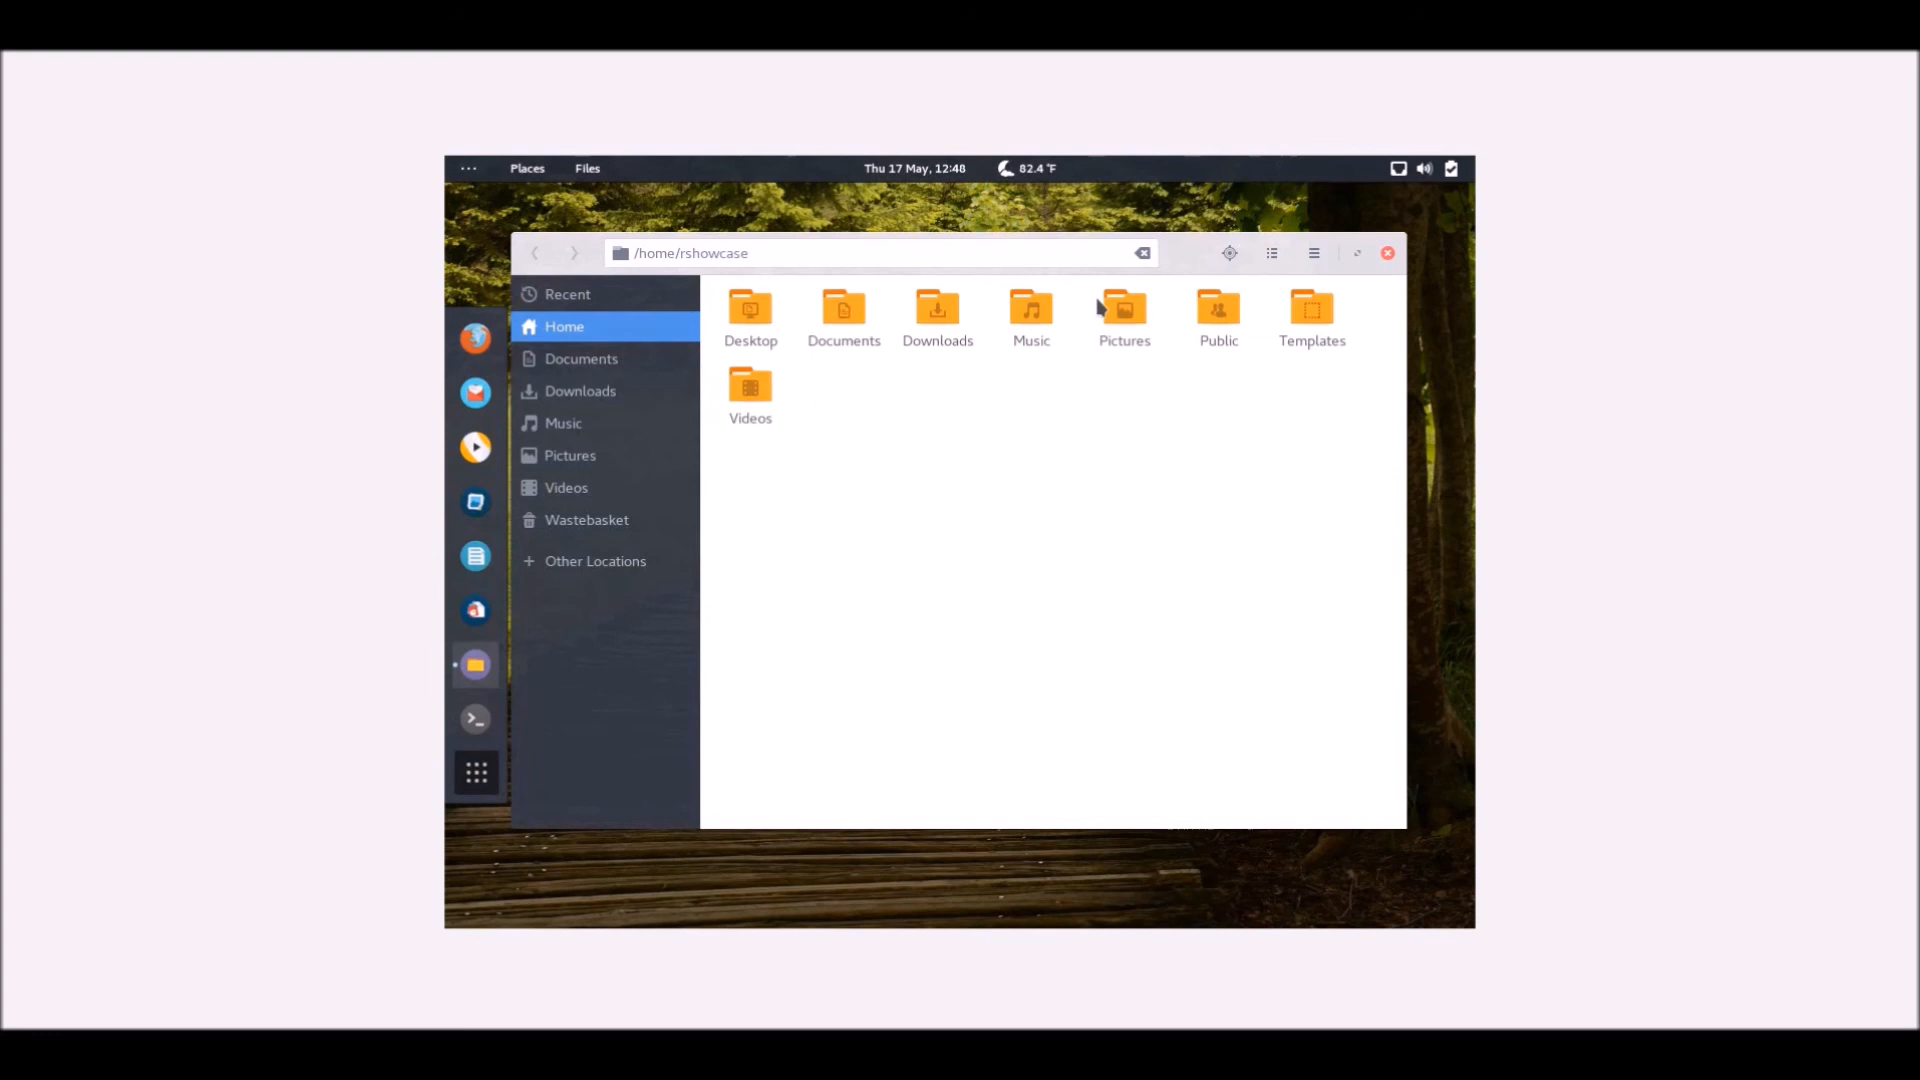 Places Files Thu 17 May, 12:48 82.4 °F
/home/rshowcase
Recent
Home
Documents
Downloads
Music
Pictures
Videos
Wastebasket
Other Locations
Desktop Documents Downloads Music Pictures Public Templates
Videos